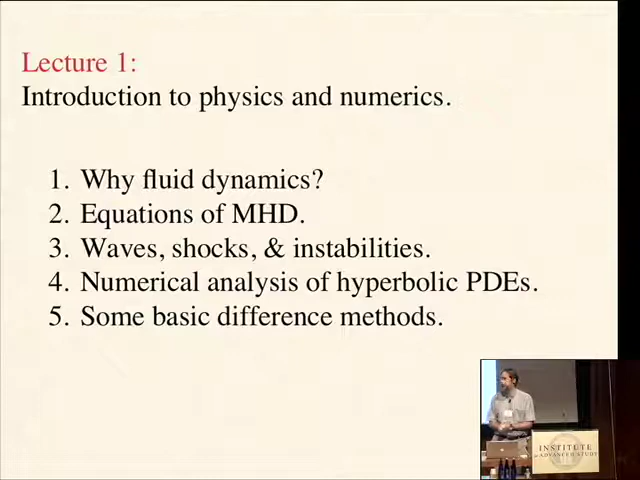 Lecture 1:
Introduction to physics and numerics.
1. Why fluid dynamics?
2. Equations of MHD.
3. Waves, shocks, & instabilities.
4. Numerical analysis of hyperbolic PDEs.
5. Some basic difference methods.
INSTITUTE
for ADVANCED STUDY